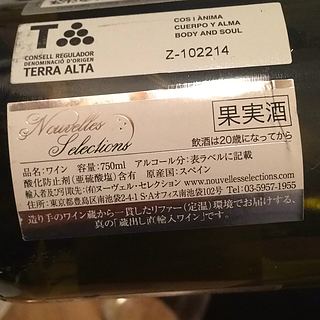 T
CONSELL REGULADOR
DENOMINACIÓ D'ORIGEN
TERRA ALTA
COS I ÀNIMA
CUERPO Y ALMA
BODY AND SOUL
Z-102214
Nouvelles
Selections
果実酒
飲酒は20歳になってから
品名:ワイン 容量:750ml アルコール分:表ラベルに記載
酸化防止剤(亜硫酸塩)含有 原産国:スペイン
輸入者及び引取先:(有)ヌーヴェル・セレクション www.nouvellesselections.com
住所:東京都豊島区南池袋2-4-1 S・Aオフィス南池袋102号 Tel:03-5957-1955
造り手のワイン蔵から一貫したリファー(定温)環境でお届けする、
真の「蔵出し直輸入ワイン」です。